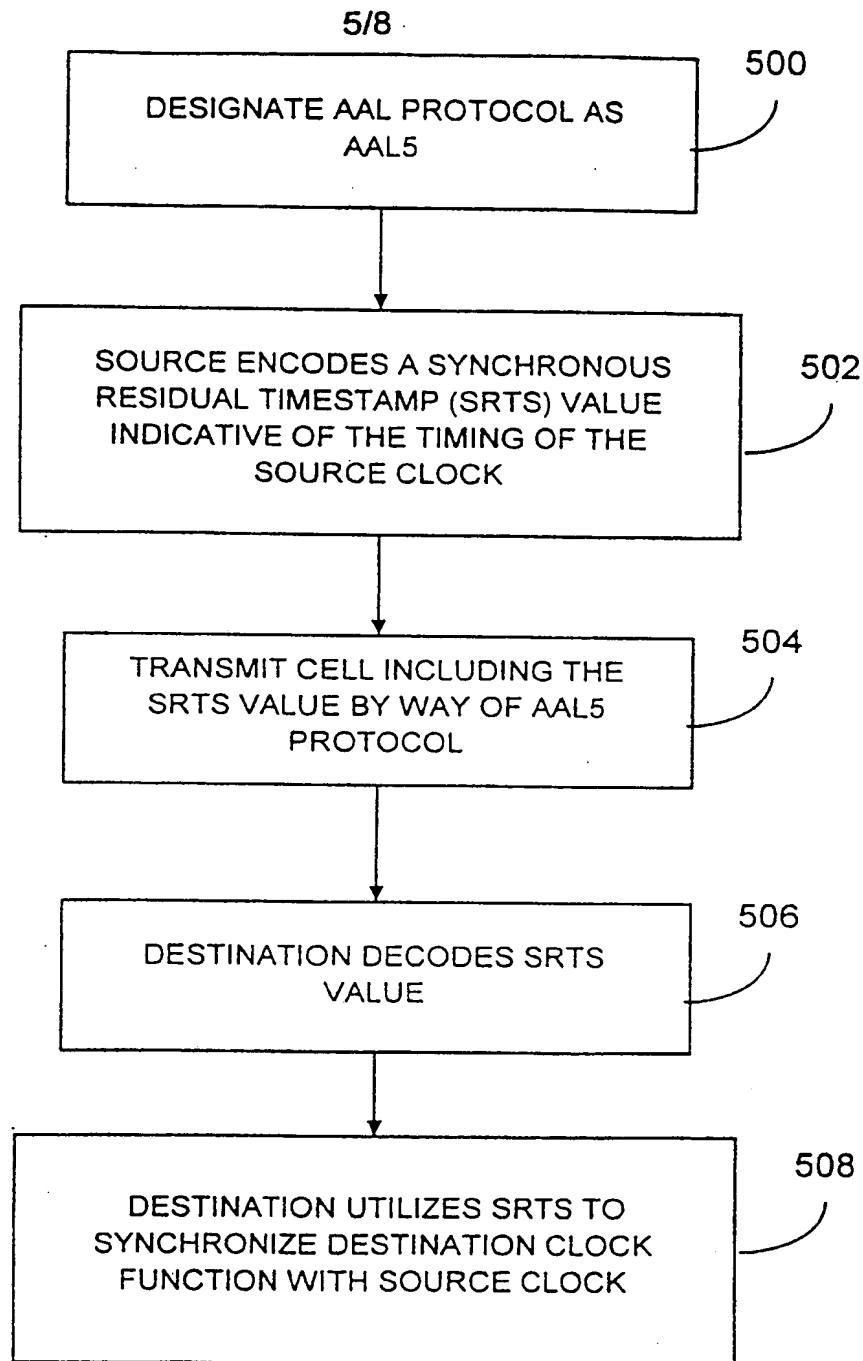 5/8
500
DESIGNATE AAL PROTOCOL AS
AAL5
502
SOURCE ENCODES A SYNCHRONOUS
RESIDUAL TIMESTAMP (SRTS) VALUE
INDICATIVE OF THE TIMING OF THE
SOURCE CLOCK
504
TRANSMIT CELL INCLUDING THE
SRTS VALUE BY WAY OF AAL5
PROTOCOL
506
DESTINATION DECODES SRTS
VALUE
508
DESTINATION UTILIZES SRTS TO
SYNCHRONIZE DESTINATION CLOCK
FUNCTION WITH SOURCE CLOCK